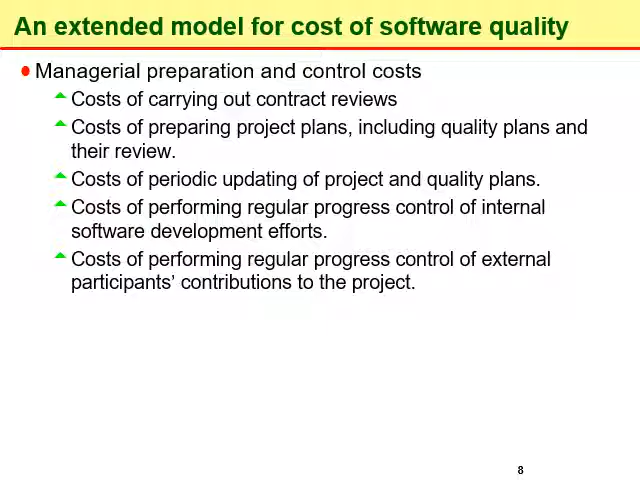 An extended model for cost of software quality
Managerial preparation and control costs
Costs of carrying out contract reviews
Costs of preparing project plans, including quality plans and
their review.
Costs of periodic updating of project and quality plans.
Costs of performing regular progress control of internal
software development efforts.
Costs of performing regular progress control of external
participants’ contributions to the project.
8